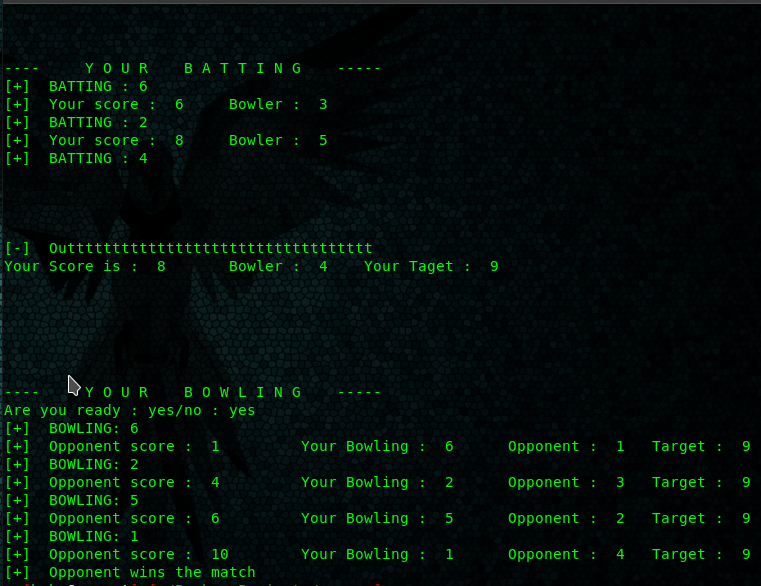 ----     Y O U R    B A T T I N G    -----
[+]  BATTING : 6
[+]  Your score :  6     Bowler :  3
[+]  BATTING : 2
[+]  Your score :  8     Bowler :  5
[+]  BATTING : 4
[-]  Outtttttttttttttttttttttttttttttttttt
Your Score is :  8       Bowler :  4    Your Taget :  9
----     Y O U R    B O W L I N G    -----
Are you ready : yes/no : yes
[+]  BOWLING: 6
[+]  Opponent score :  1         Your Bowling :  6      Opponent :  1   Target :  9
[+]  BOWLING: 2
[+]  Opponent score :  4         Your Bowling :  2      Opponent :  3   Target :  9
[+]  BOWLING: 5
[+]  Opponent score :  6         Your Bowling :  5      Opponent :  2   Target :  9
[+]  BOWLING: 1
[+]  Opponent score :  10        Your Bowling :  1      Opponent :  4   Target :  9
[+]  Opponent wins the match